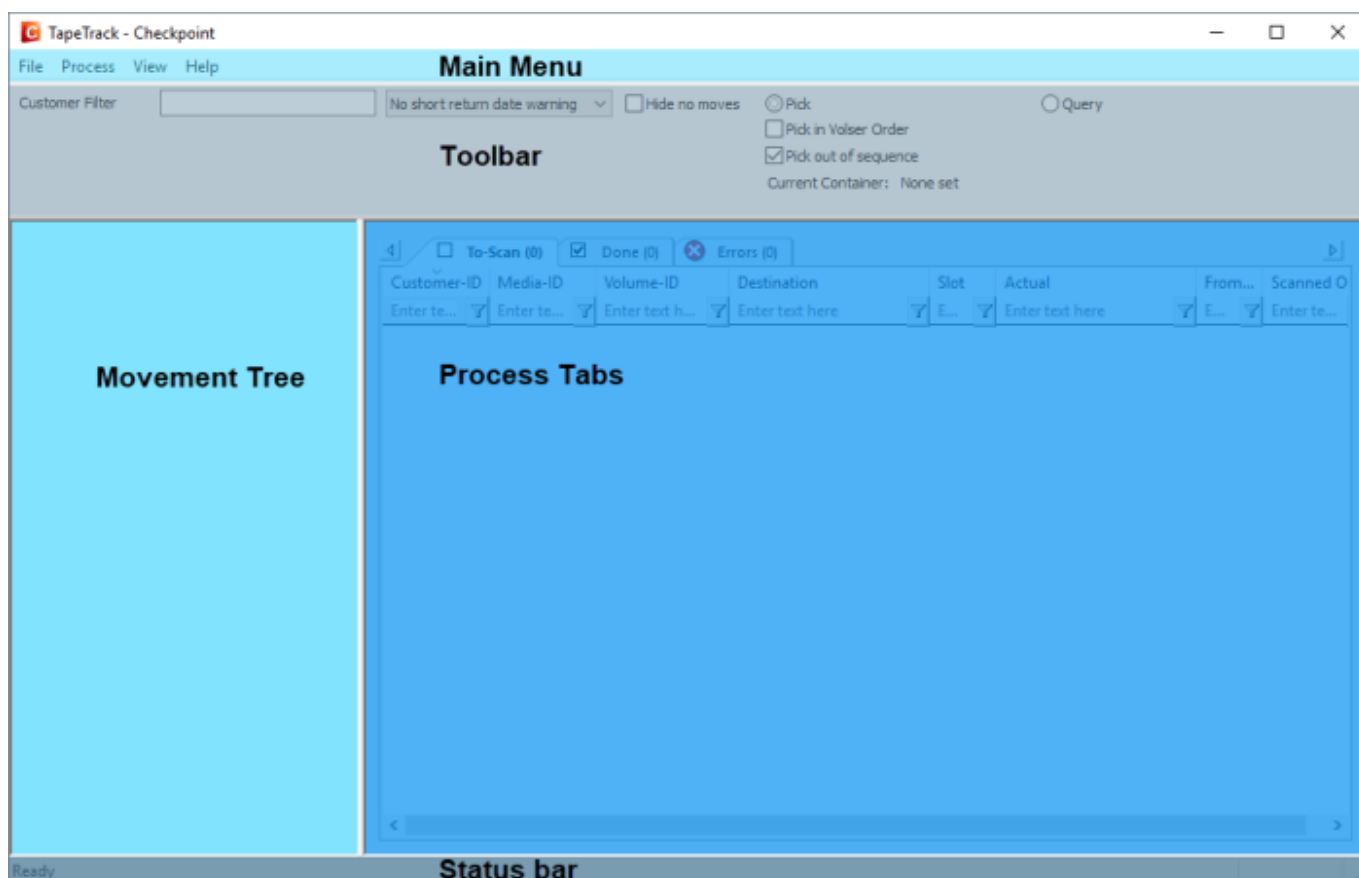 TapeTrack - Checkpoint
File Process View Help Main Menu
Customer Filter No short return date warning Hide no moves Pick Query
Pick in Volser Order
Toolbar Pick out of sequence
Current Container: None set
To-Scan (0) Done (0) Errors (0)
Customer-ID Media-ID Volume-ID Destination Slot Actual From... Scanned O
Enter te... Enter te... Enter text h... Enter text here E... Enter text here E... Enter te...
Movement Tree Process Tabs
Ready Status bar